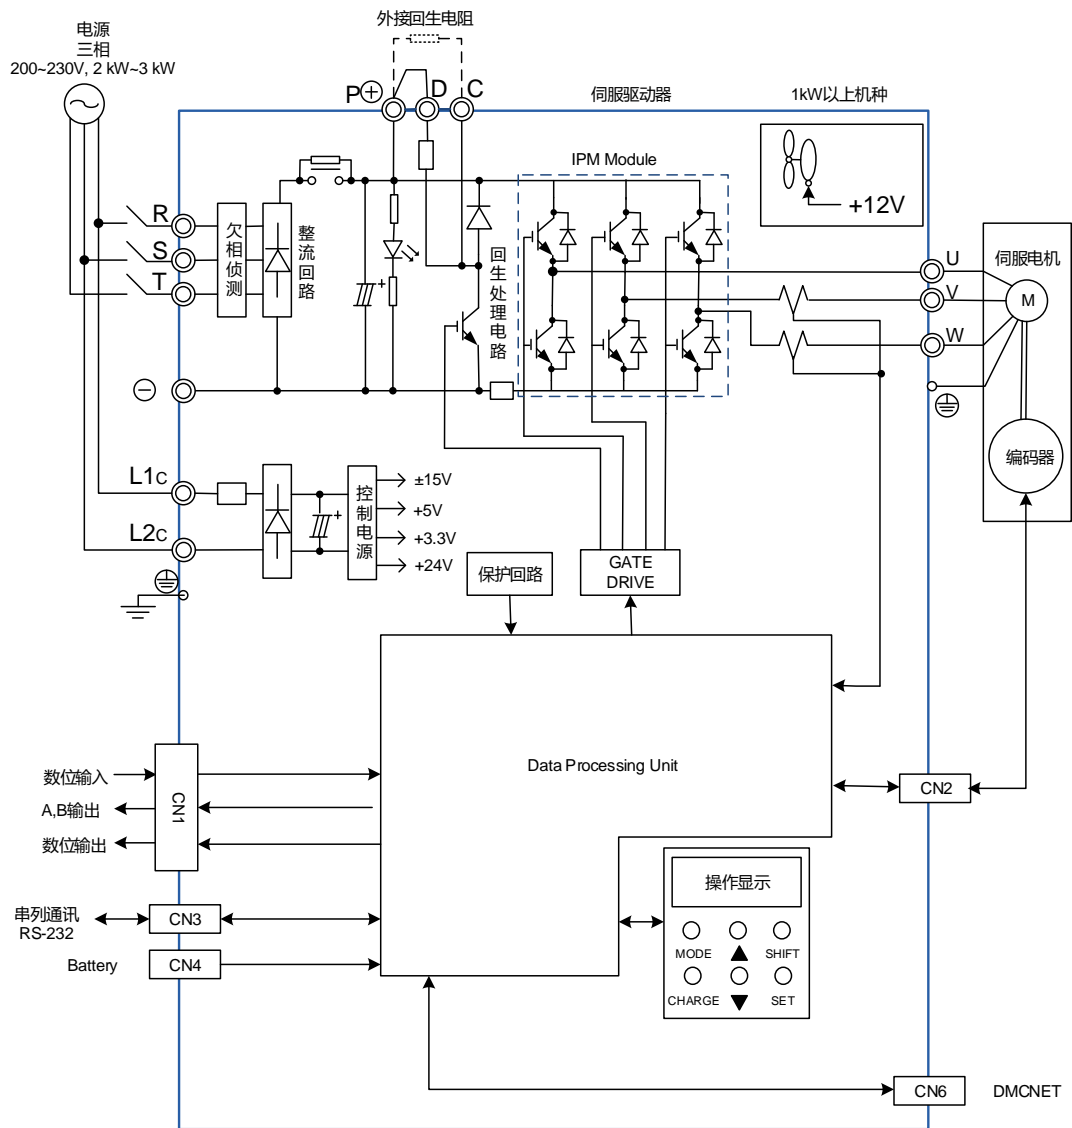 电源
三相
200~230V, 2 kW~3 kW
外接回生电阻
P⊕
D
C
伺服驱动器
1kW以上机种
IPM Module
+12V
R
S
T
欠相侦测
整流回路
回生处理电路
+
U
V
W
伺服电机
M
编码器
L1C
L2C
+
控制电源
±15V
+5V
+3.3V
+24V
保护回路
GATE
DRIVE
Data Processing Unit
数位输入
A,B输出
数位输出
CN1
CN2
串列通讯
RS-232
CN3
Battery
CN4
操作显示
MODE
▲
SHIFT
CHARGE
▼
SET
CN6
DMCNET